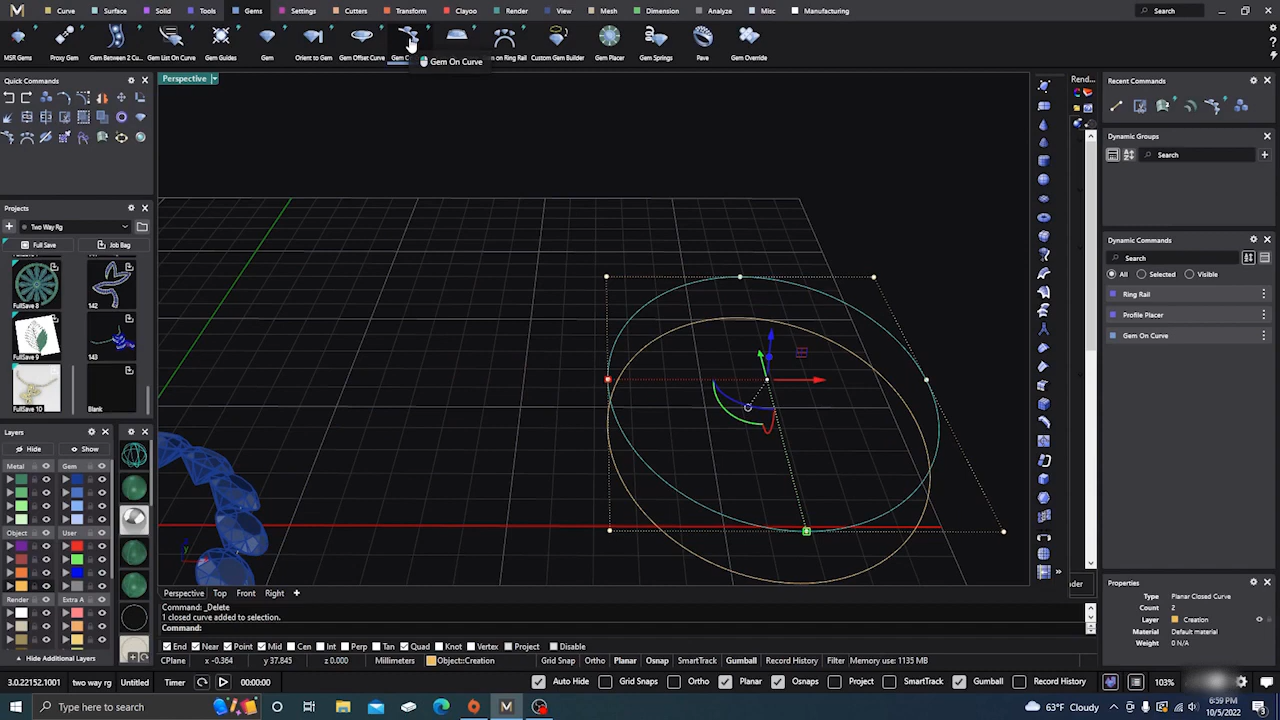 Curve Surface Solid Tools Gems Settings Cutters Transform Clayoo Render View Mesh Dimension Analyze Misc Manufacturing Search
MSR Gems Proxy Gem Gem Between 2 Cu... Gem List On Curve Gem Guides Gem Orient to Gem Gem Offset Curve Gem C on Ring Rail Custom Gem Builder Gem Placer Gem Springs Pave Gem Override
Gem On Curve
Quick Commands
Perspective
Rend...
Recent Commands
Dynamic Groups
Search
Projects
Two Way Rg
Full Save Job Bag
FullSave 8 142
FullSave 9 143
FullSave 10 Blank
Dynamic Commands
Search
All Selected Visible
Ring Rail
Profile Placer
Gem On Curve
Layers
Hide Show
Metal Gem
Object User
Render Extra A
Hide Additional Layers
y
Perspective Top Front Right
Command: _Delete
1 closed curve added to selection.
Command:
End Near Point Mid Cen Int Perp Tan Quad Knot Vertex Project Disable
CPlane x -0.364 y 37.845 z 0.000 Millimeters Object:Creation Grid Snap Ortho Planar Osnap SmartTrack Gumball Record History Filter Memory use: 1135 MB
Properties
Type Planar Closed Curve
Count 2
Layer Creation
Material Default material
Weight 0 N/A
3.0.22152.1001 two way rg Untitled Timer 00:00:00 Auto Hide Grid Snaps Ortho Planar Osnaps Project SmartTrack Gumball Record History 103%
Type here to search
63°F Cloudy
6:59 PM
10/5/2022